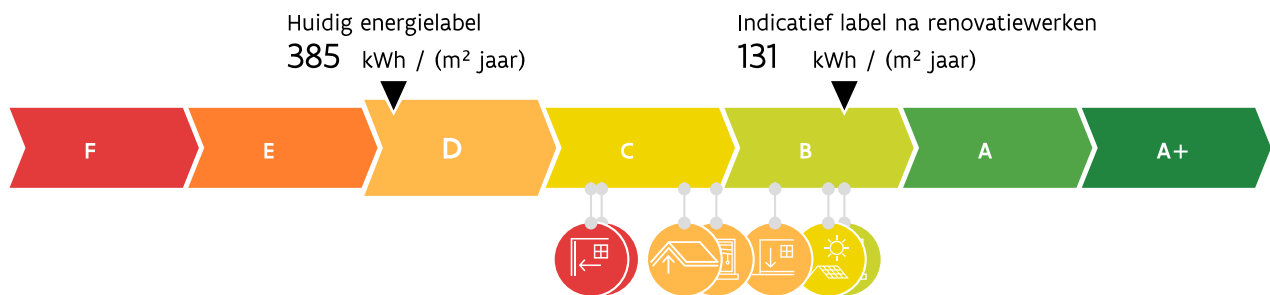 Huidig energielabel
385 kWh / (m² jaar)
Indicatief label na renovatiewerken
131 kWh / (m² jaar)
F E D C B A A+